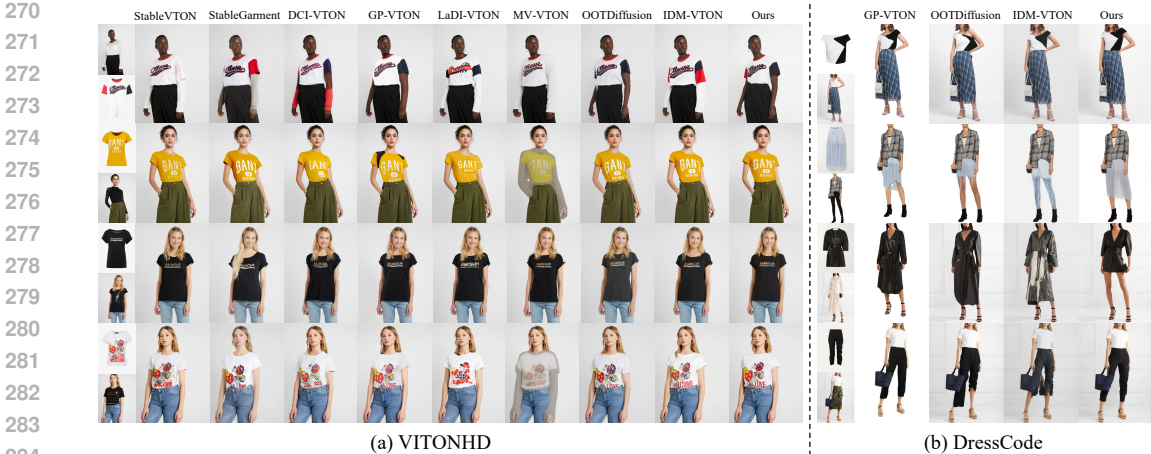 270
StableVTON StableGarment DCI-VTON GP-VTON LaDI-VTON MV-VTON OOTDiffusion IDM-VTON Ours
GP-VTON OOTDiffusion IDM-VTON Ours
271
272
273
274
GANT
275
276
277
278
279
280
281
282
283
(a) VITONHD
(b) DressCode